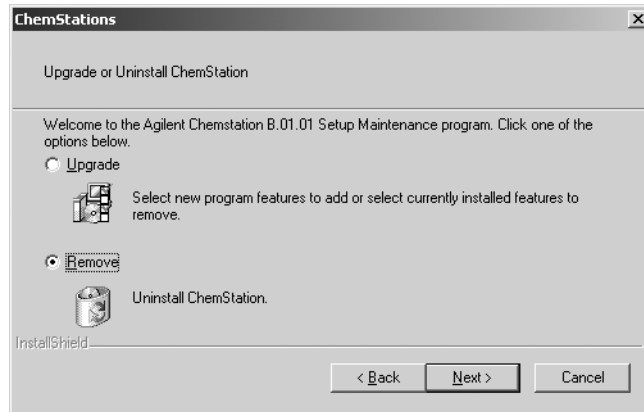 ChemStations
Upgrade or Uninstall ChemStation
Welcome to the Agilent Chemstation B.01.01 Setup Maintenance program. Click one of the
options below.
Upgrade
Select new program features to add or select currently installed features to
remove.
Remove
Uninstall ChemStation.
InstallShield
< Back
Next >
Cancel